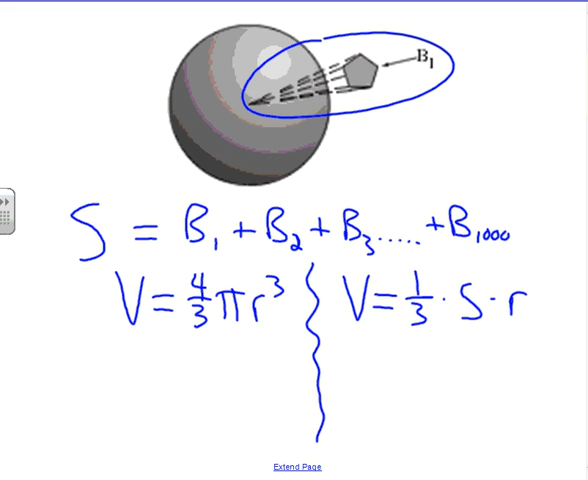 B₁
S = B₁ + B₂ + B₃..... + B₁₀₀₀
V = 4/3 πr³ V = 1/3 · S · r
Extend Page